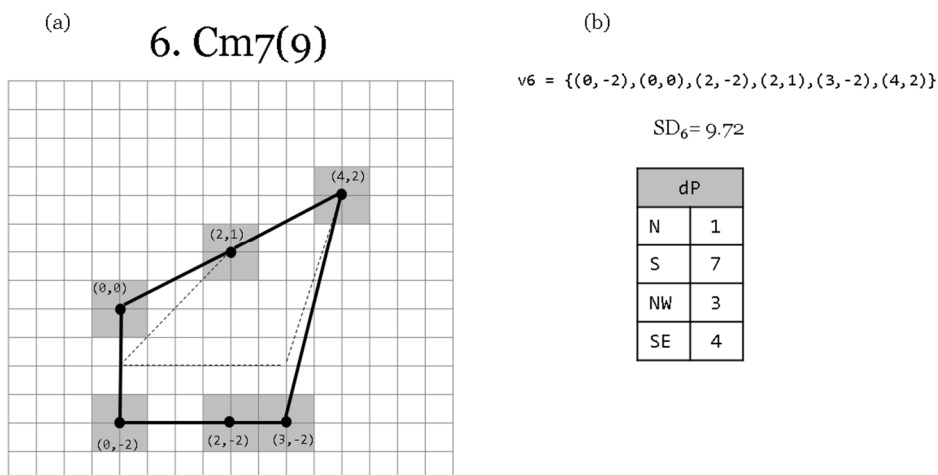 (a)
6. Cm7(9)
(4,2)
(2,1)
(0,0)
(0,-2)
(2,-2)
(3,-2)
(b)
v6 = {(0,-2),(0,0),(2,-2),(2,1),(3,-2),(4,2)}
SD6= 9.72
dP
N 1
S 7
NW 3
SE 4